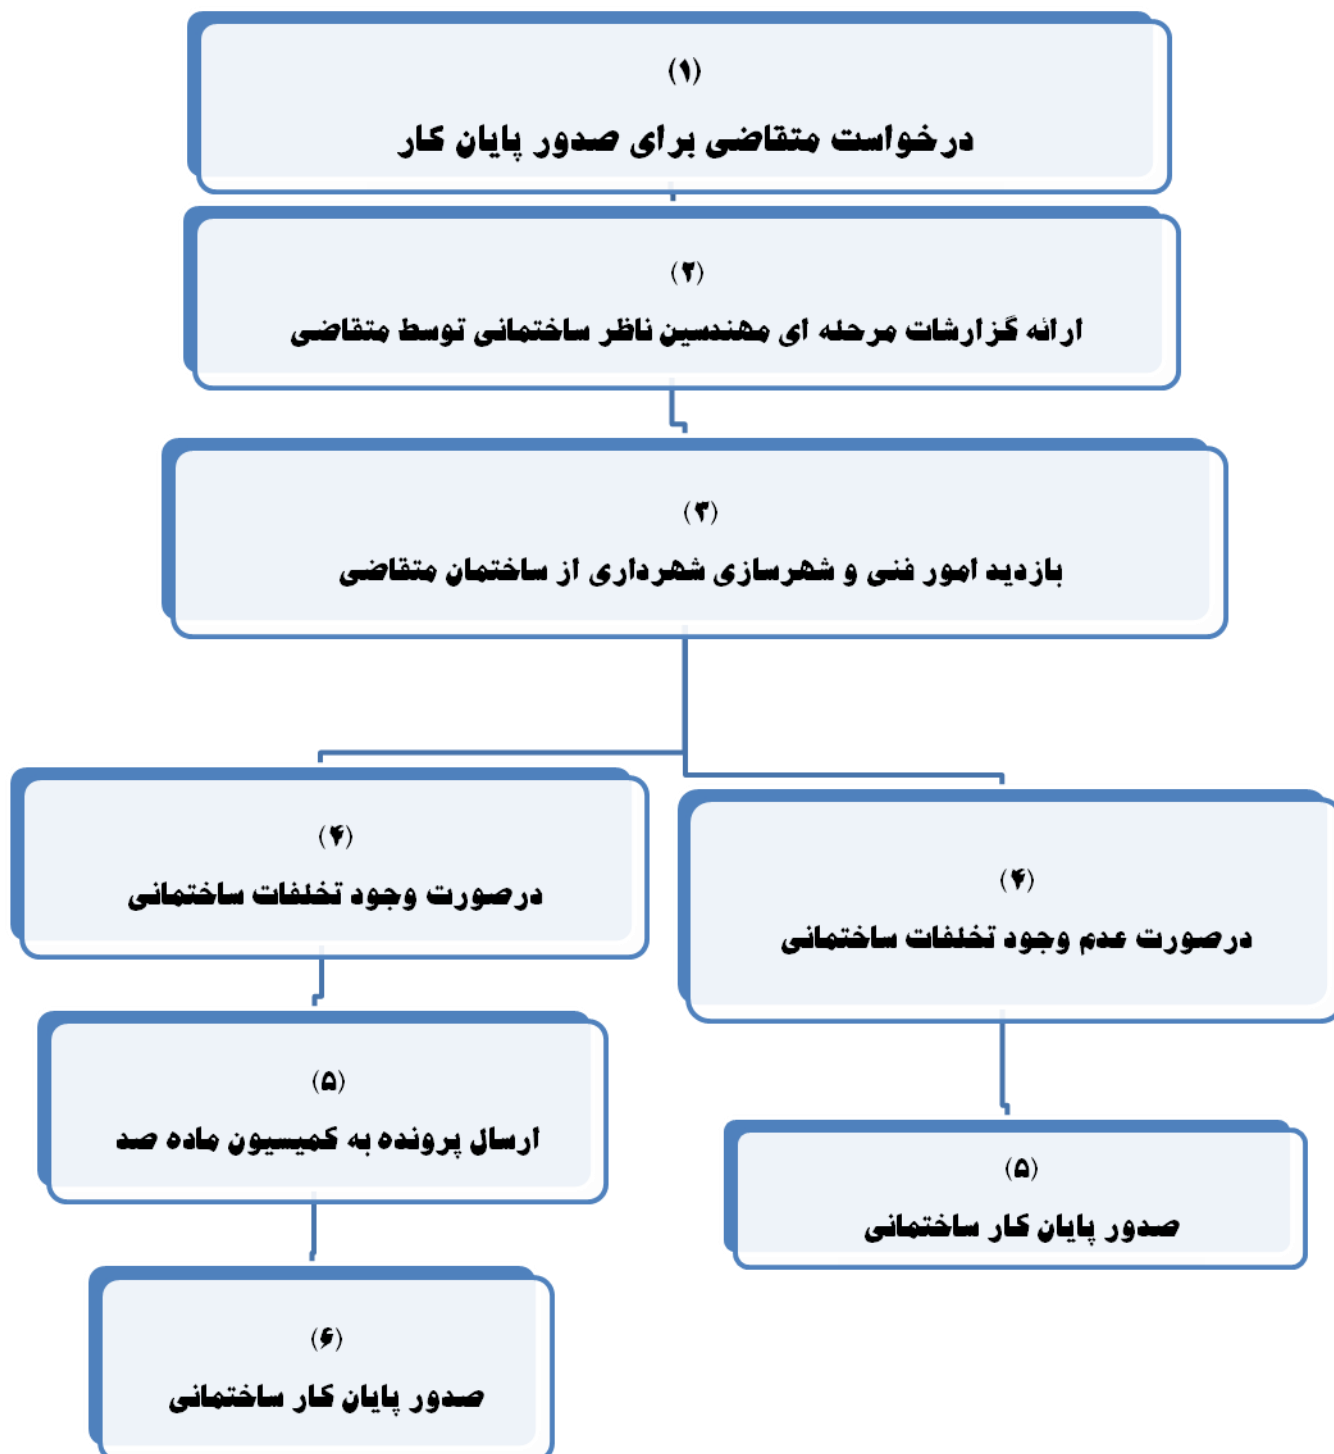 (۱)
درخواست متقاضی برای صدور پایان کار
(۲)
ارائه گزارشات مرحله ای مهندسین ناظر ساختمانی توسط متقاضی
(۳)
بازدید امور فنی و شهرسازی شهرداری از ساختمان متقاضی
(۴)
درصورت عدم وجود تخلفات ساختمانی
(۵)
صدور پایان کار ساختمانی
(۴)
درصورت وجود تخلفات ساختمانی
(۵)
ارسال پرونده به کمیسیون ماده صد
(۶)
صدور پایان کار ساختمانی